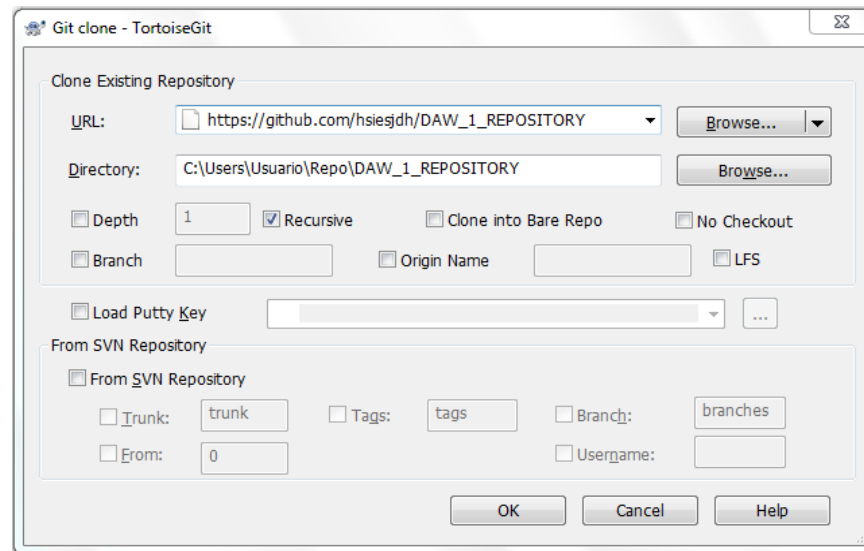 Git clone - TortoiseGit
Clone Existing Repository
URL: https://github.com/hsiesjdh/DAW_1_REPOSITORY Browse...
Directory: C:\Users\Usuario\Repo\DAW_1_REPOSITORY Browse...
Depth 1 Recursive Clone into Bare Repo No Checkout
Branch Origin Name LFS
Load Putty Key ...
From SVN Repository
From SVN Repository
Trunk: trunk Tags: tags Branch: branches
From: 0 Username:
OK Cancel Help